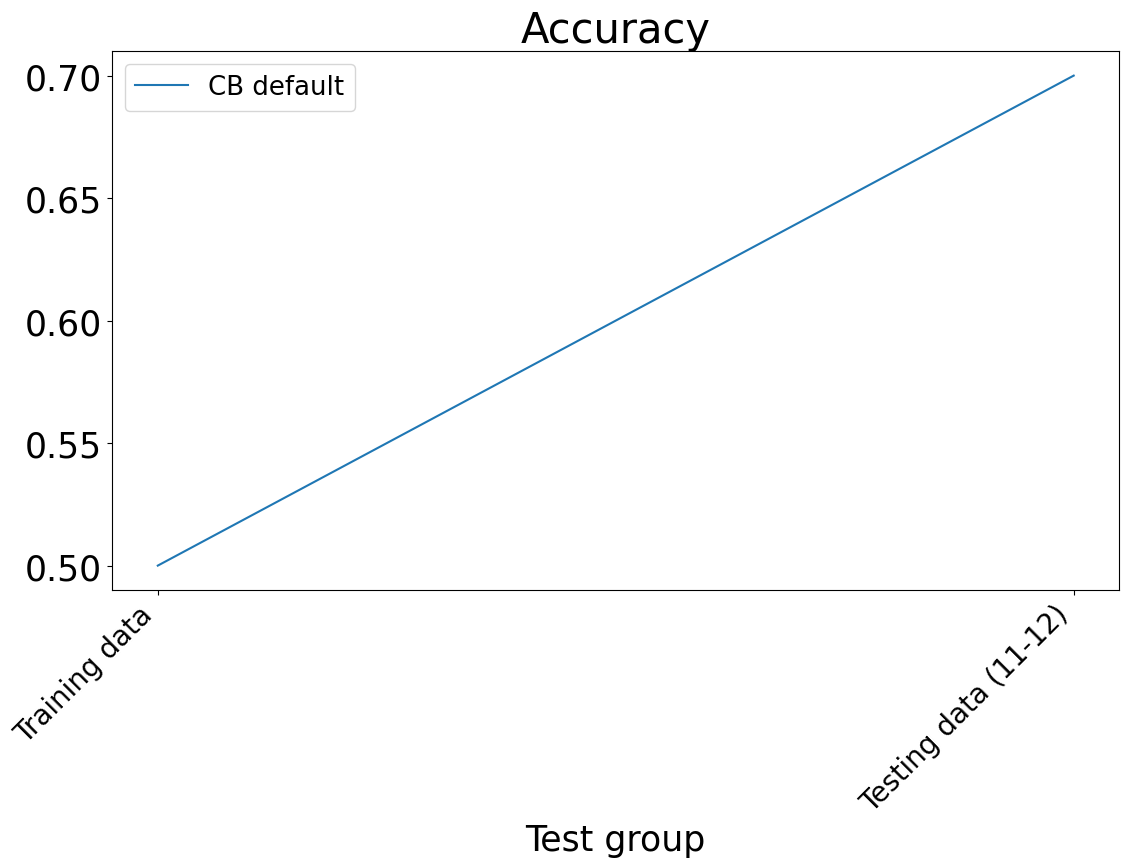 Accuracy
CB default
0.70
0.65
0.60
0.55
0.50
Training data
Testing data (11-12)
Test group